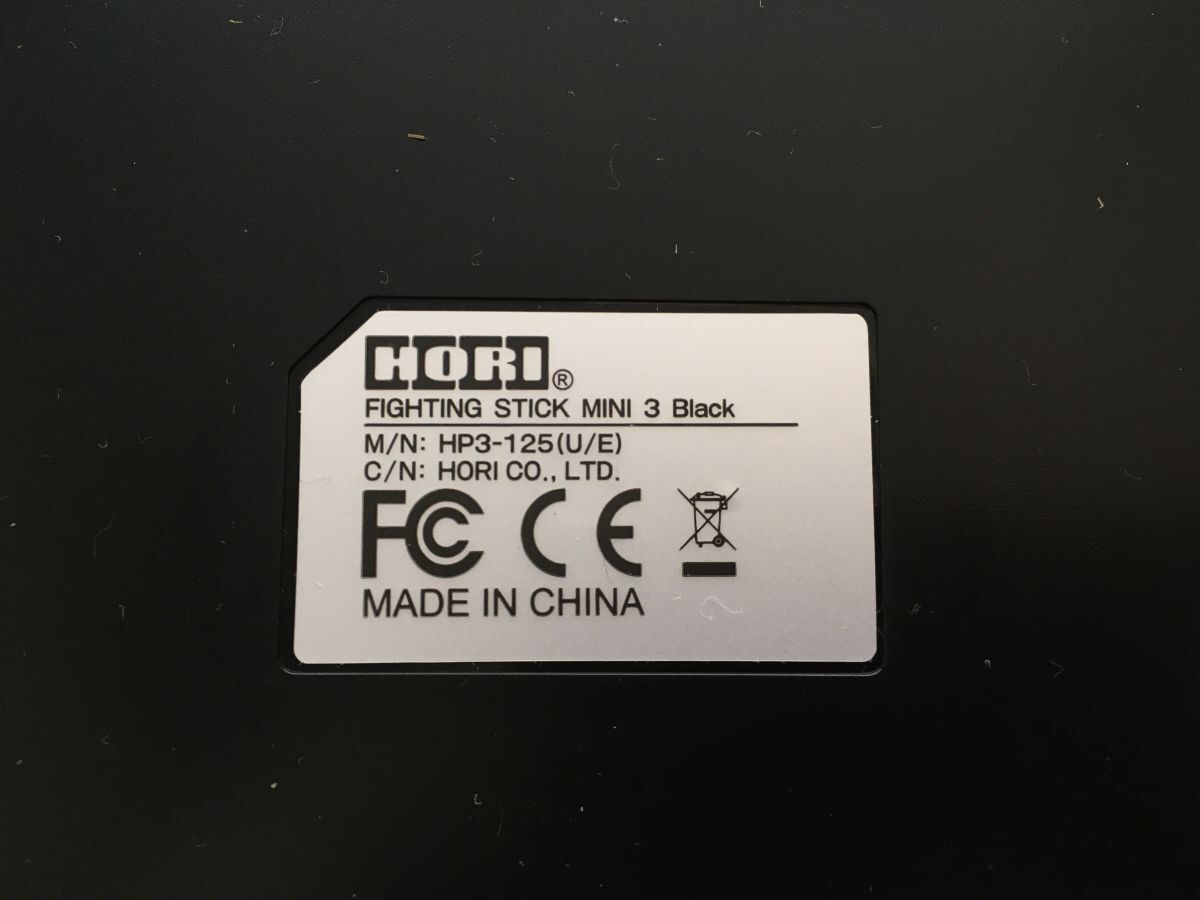 HORI®
FIGHTING STICK MINI 3 Black
M/N: HP3-125(U/E)
C/N: HORI CO., LTD.
FC CE
MADE IN CHINA